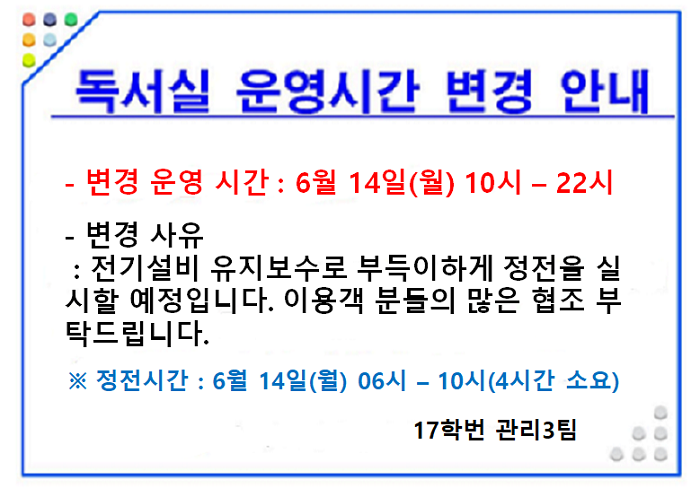 독서실 운영시간 변경 안내
- 변경 운영 시간 : 6월 14일(월) 10시 – 22시
- 변경 사유
: 전기설비 유지보수로 부득이하게 정전을 실
시할 예정입니다. 이용객 분들의 많은 협조 부
탁드립니다.
※ 정전시간 : 6월 14일(월) 06시 – 10시(4시간 소요)
17학번 관리3팀